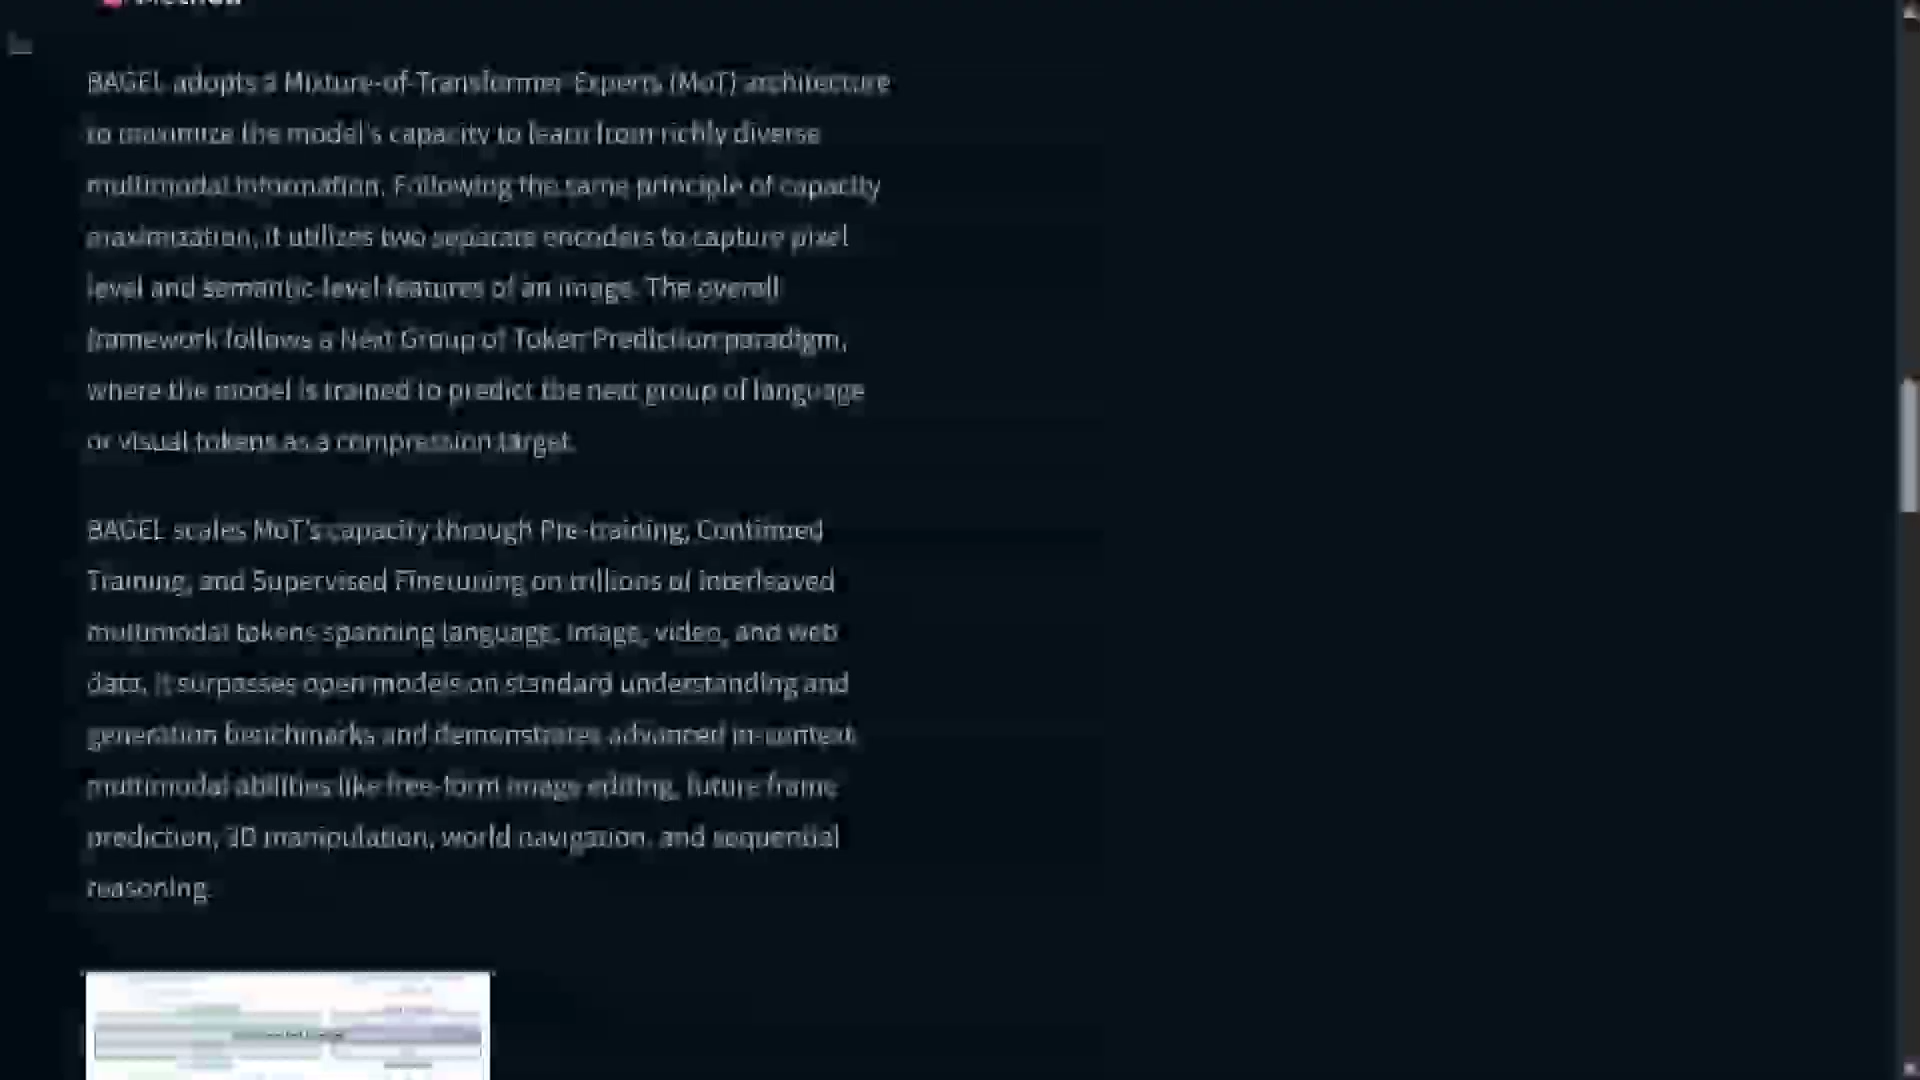 Method
BAGEL adopts a Mixture-of-Transformer-Experts (MoT) architecture
to maximize the model's capacity to learn from richly diverse
multimodal information. Following the same principle of capacity
maximization, it utilizes two separate encoders to capture pixel
level and semantic-level features of an image. The overall
framework follows a Next Group of Token Prediction paradigm,
where the model is trained to predict the next group of language
or visual tokens as a compression target.
BAGEL scales MoT's capacity through Pre-training, Continued
Training, and Supervised Finetuning on trillions of interleaved
multimodal tokens spanning language, image, video, and web
data. It surpasses open models on standard understanding and
generation benchmarks and demonstrates advanced in-context
multimodal abilities like free-form image editing, future frame
prediction, 3D manipulation, world navigation, and sequential
reasoning.